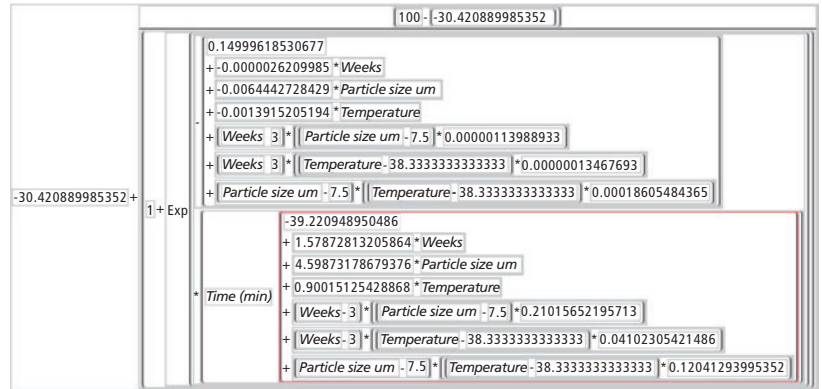 100 - (-30.420889985352 )
0.14999618530677
+ -0.0000026209985 * Weeks
+ -0.0064442728429 * Particle size um
+ -0.0013915205194 * Temperature
+ (Weeks 3) * ((Particle size um - 7.5) * 0.00000113988933)
+ (Weeks 3) * ((Temperature - 38.3333333333333) * 0.00000013467693)
+ (Particle size um - 7.5) * ((Temperature - 38.3333333333333) * 0.00018605484365)
-30.420889985352 +
1 + Exp
-
* Time (min)
-39.220948950486
+ 1.57872813205864 * Weeks
+ 4.59873178679376 * Particle size um
+ 0.90015125428868 * Temperature
+ (Weeks - 3) * ((Particle size um - 7.5) * 0.21015652195713)
+ (Weeks - 3) * ((Temperature - 38.3333333333333) * 0.04102305421486)
+ (Particle size um - 7.5) * ((Temperature - 38.3333333333333) * 0.12041293995352)